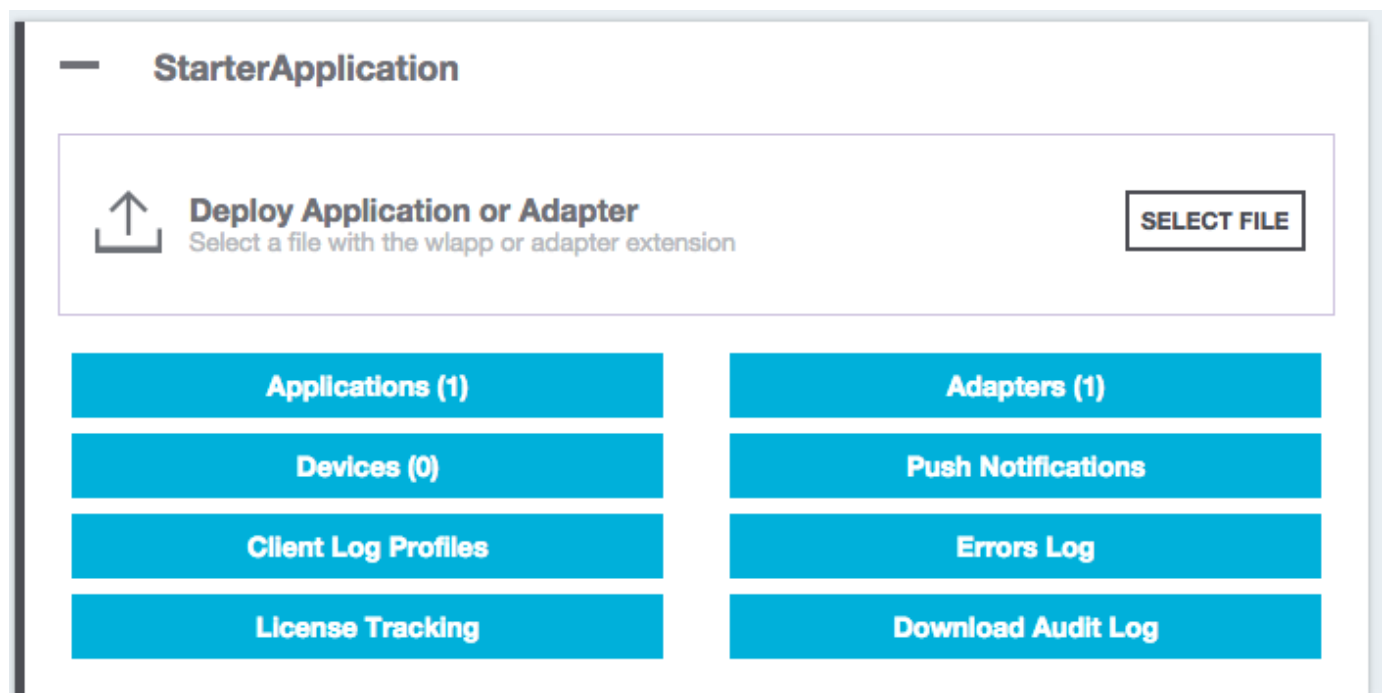 StarterApplication
Deploy Application or Adapter
Select a file with the wlapp or adapter extension
SELECT FILE
Applications (1)
Adapters (1)
Devices (0)
Push Notifications
Client Log Profiles
Errors Log
License Tracking
Download Audit Log